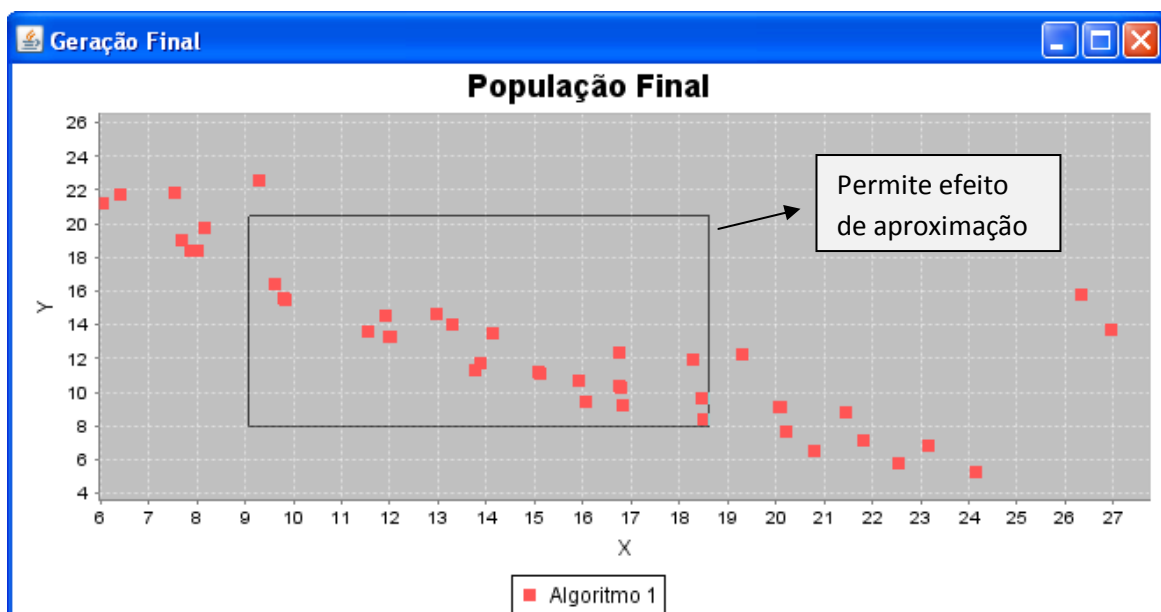 Geração Final
População Final
26
24
22
20
18
16
14
12
10
8
6
4
Y
Permite efeito
de aproximação
6 7 8 9 10 11 12 13 14 15 16 17 18 19 20 21 22 23 24 25 26 27
X
Algoritmo 1